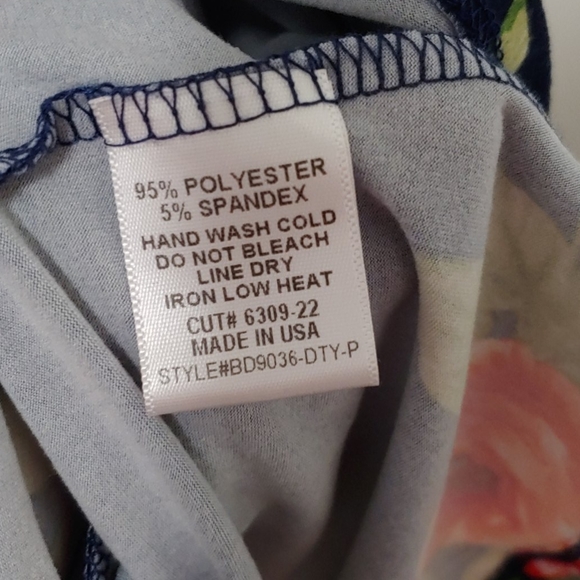 95% POLYESTER
5% SPANDEX
HAND WASH COLD
DO NOT BLEACH
LINE DRY
IRON LOW HEAT
CUT# 6309-22
MADE IN USA
STYLE#BD9036-DTY-P